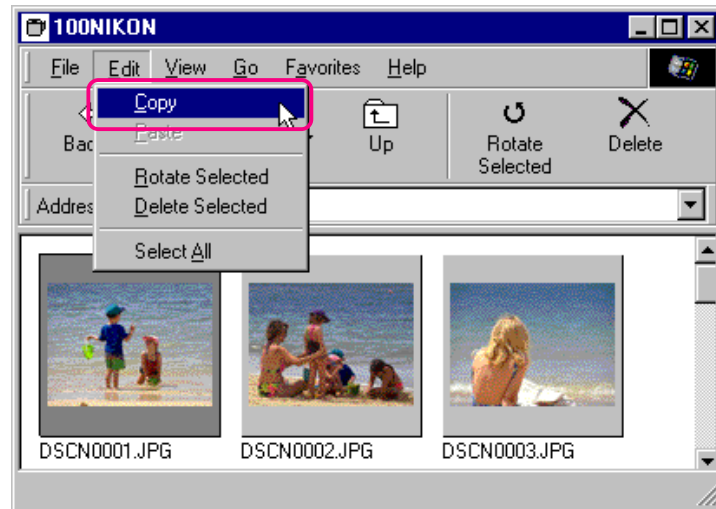 100NIKON
File Edit View Go Favorites Help
Copy
Paste
Rotate Selected
Delete Selected
Select All
Up
Rotate
Selected
Delete
DSCN0001.JPG DSCN0002.JPG DSCN0003.JPG